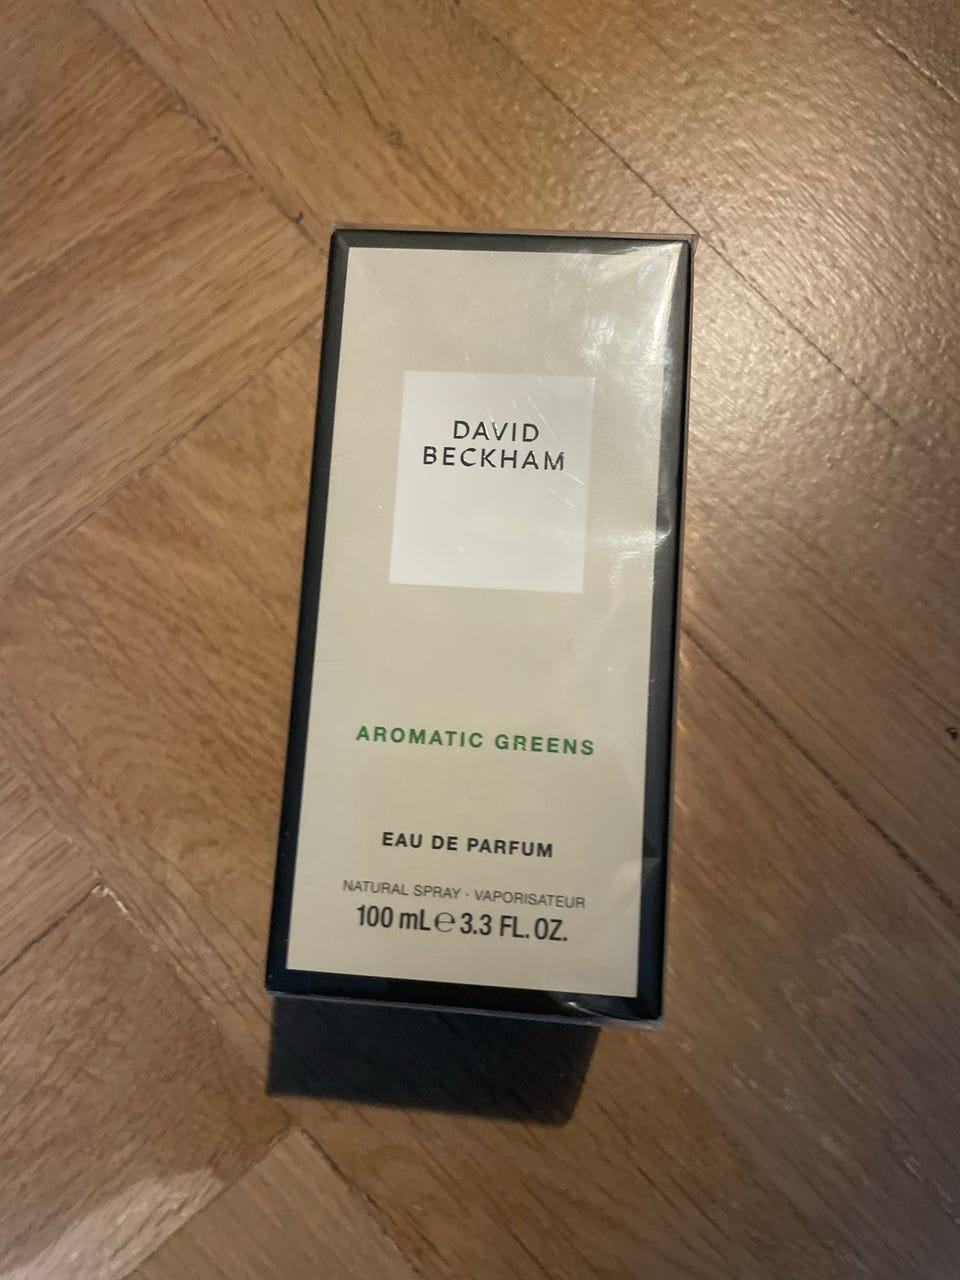 DAVID
BECKHAM
AROMATIC GREENS
EAU DE PARFUM
NATURAL SPRAY · VAPORISATEUR
100 mL ℮ 3.3 FL. OZ.